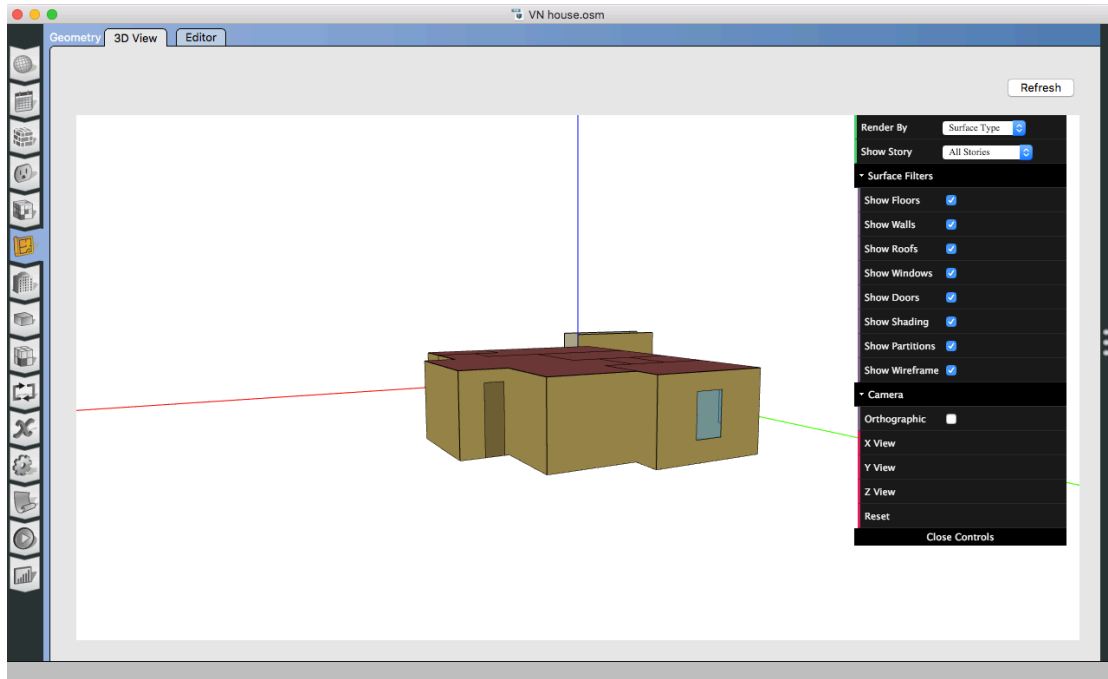 VN house.osm
Geometry 3D View Editor
Refresh
Render By Surface Type
Show Story All Stories
Surface Filters
Show Floors
Show Walls
Show Roofs
Show Windows
Show Doors
Show Shading
Show Partitions
Show Wireframe
Camera
Orthographic
X View
Y View
Z View
Reset
Close Controls